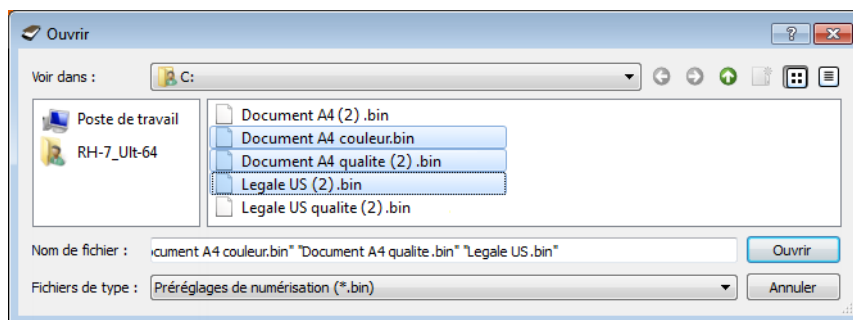 Ouvrir
Voir dans : C:
Poste de travail
RH-7_Ult-64
Document A4 (2) .bin
Document A4 couleur.bin
Document A4 qualite (2) .bin
Legale US (2) .bin
Legale US qualite (2) .bin
Nom de fichier : cument A4 couleur.bin" "Document A4 qualite .bin" "Legale US .bin" Ouvrir
Fichiers de type : Préréglages de numérisation (*.bin) Annuler